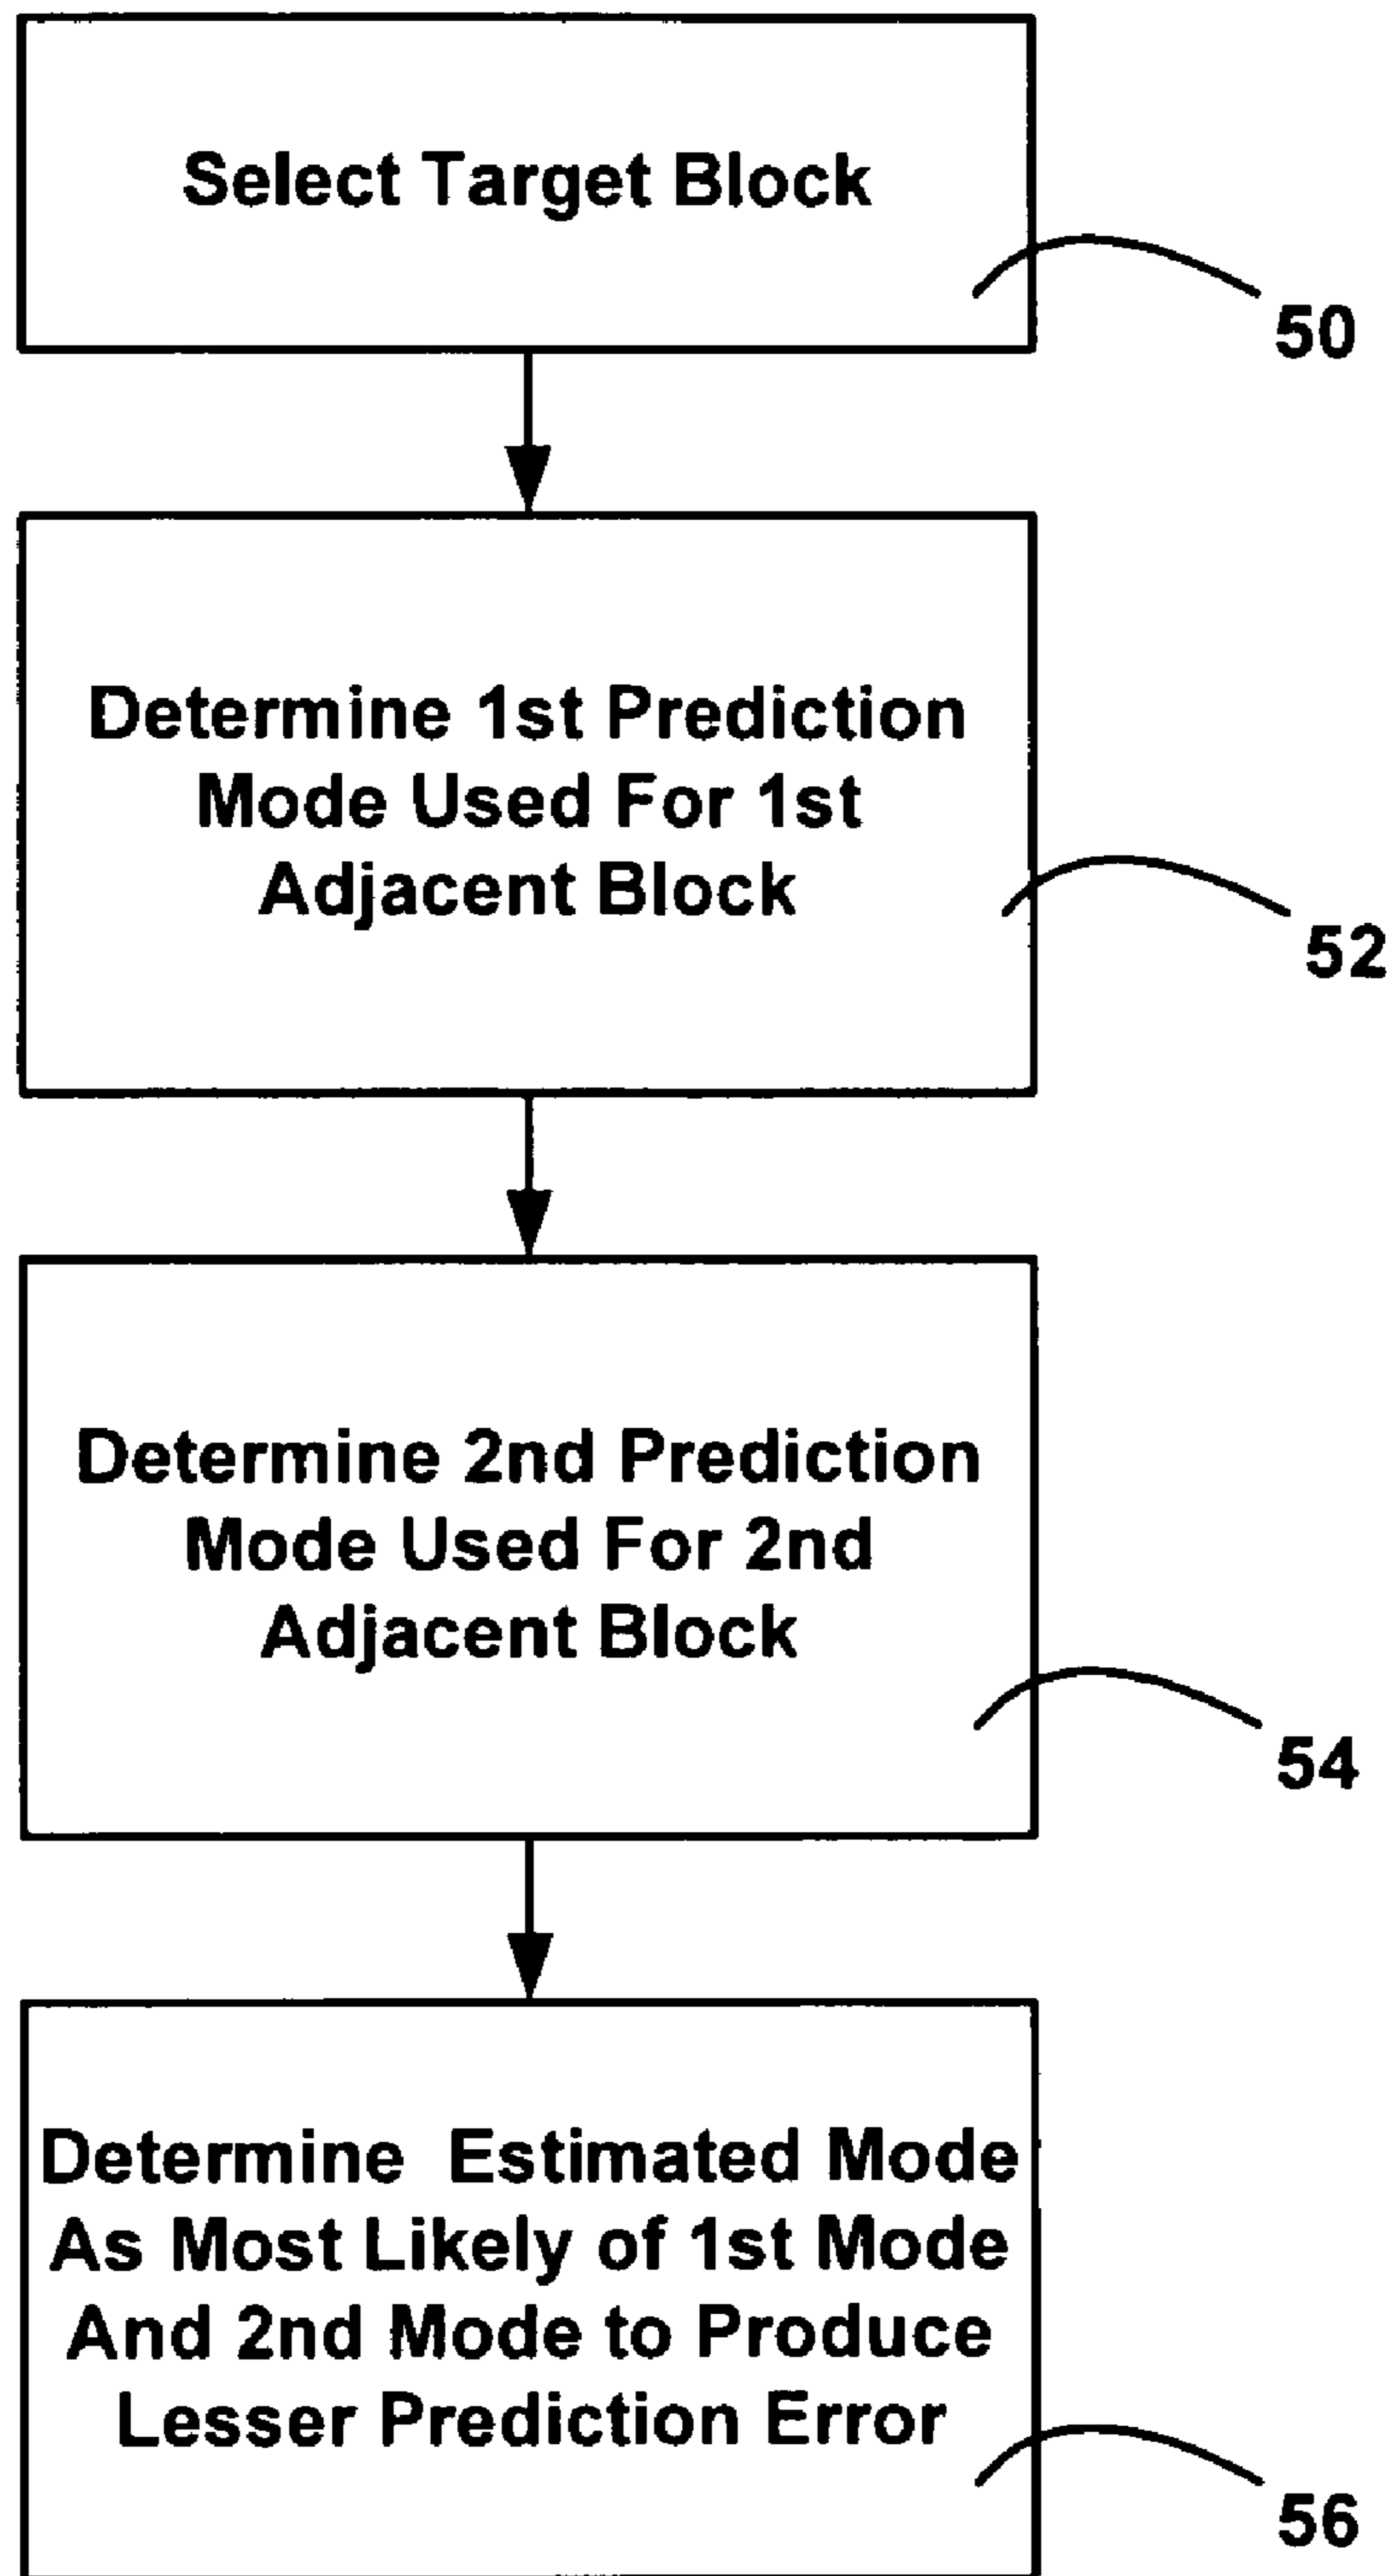 Select Target Block
50
Determine 1st Prediction
Mode Used For 1st
Adjacent Block
52
Determine 2nd Prediction
Mode Used For 2nd
Adjacent Block
54
Determine Estimated Mode
As Most Likely of 1st Mode
And 2nd Mode to Produce
Lesser Prediction Error
56